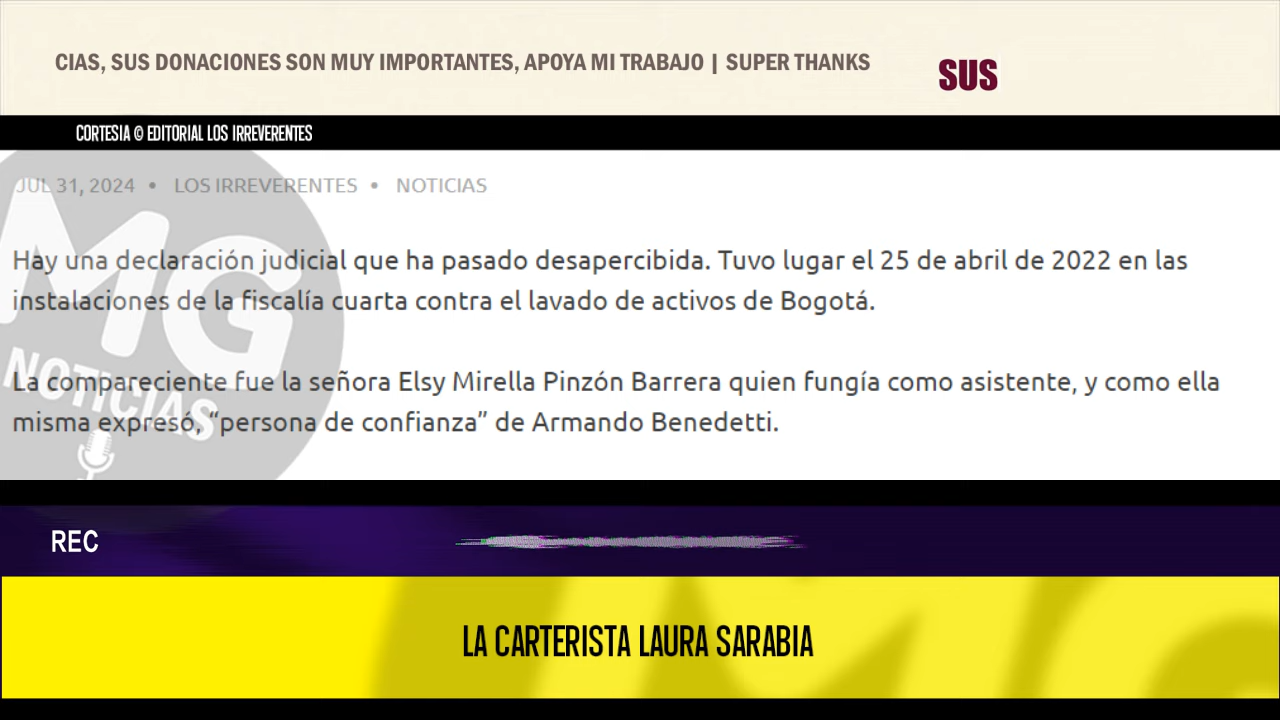 CIAS, SUS DONACIONES SON MUY IMPORTANTES, APOYA MI TRABAJO | SUPER THANKS
SUS
CORTESIA © EDITORIAL LOS IRREVERENTES
JUL 31, 2024 • LOS IRREVERENTES • NOTICIAS
Hay una declaración judicial que ha pasado desapercibida. Tuvo lugar el 25 de abril de 2022 en las
instalaciones de la fiscalía cuarta contra el lavado de activos de Bogotá.
La compareciente fue la señora Elsy Mirella Pinzón Barrera quien fungía como asistente, y como ella
misma expresó, “persona de confianza” de Armando Benedetti.
MG
NOTICIAS
REC
LA CARTERISTA LAURA SARABIA